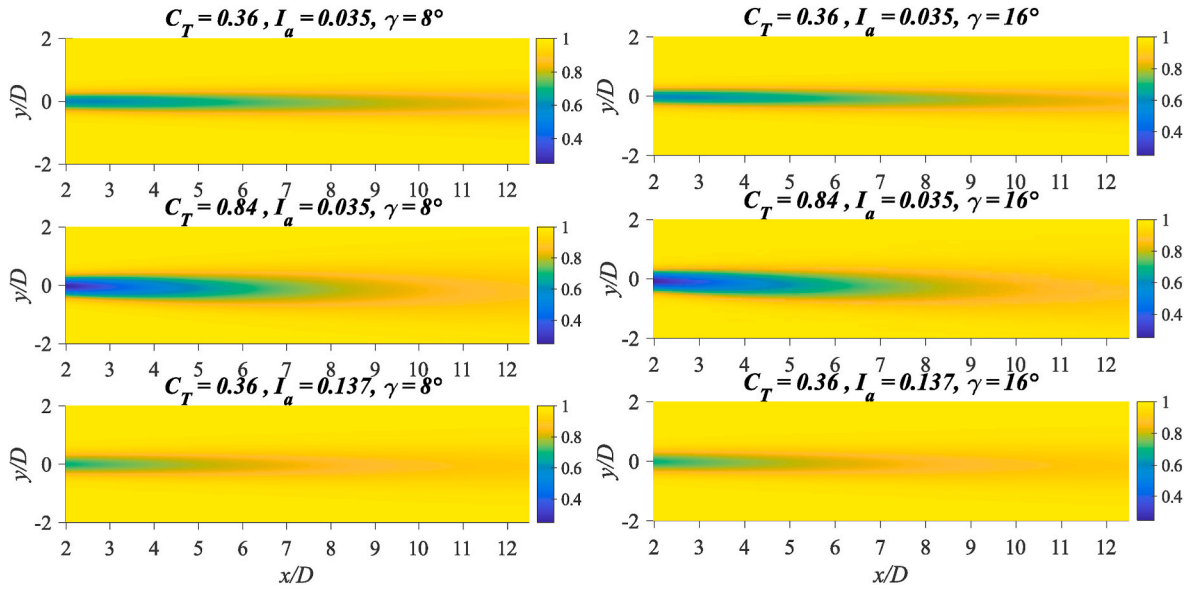 C_T = 0.36 , I_a = 0.035, γ = 8°
2
0
-2
y/D
2 3 4 5 6 7 8 9 10 11 12
1
0.8
0.6
0.4
C_T = 0.36 , I_a = 0.035, γ = 16°
2
0
-2
y/D
2 3 4 5 6 7 8 9 10 11 12
1
0.8
0.6
0.4
C_T = 0.84 , I_a = 0.035, γ = 8°
2
0
-2
y/D
2 3 4 5 6 7 8 9 10 11 12
1
0.8
0.6
0.4
C_T = 0.84 , I_a = 0.035, γ = 16°
2
0
-2
y/D
2 3 4 5 6 7 8 9 10 11 12
1
0.8
0.6
0.4
C_T = 0.36 , I_a = 0.137, γ = 8°
2
0
-2
y/D
2 3 4 5 6 7 8 9 10 11 12
x/D
1
0.8
0.6
0.4
C_T = 0.36 , I_a = 0.137, γ = 16°
2
0
-2
y/D
2 3 4 5 6 7 8 9 10 11 12
x/D
1
0.8
0.6
0.4